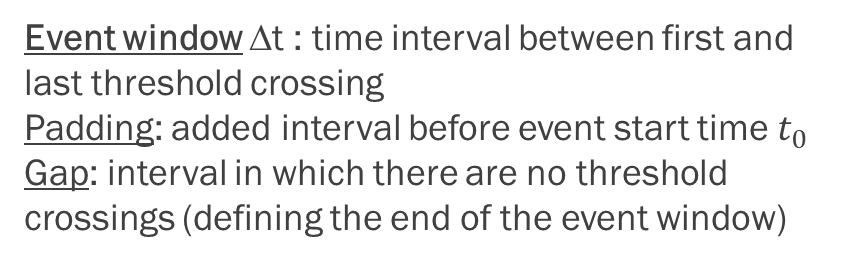 Event window Δt : time interval between first and
last threshold crossing
Padding: added interval before event start time t₀
Gap: interval in which there are no threshold
crossings (defining the end of the event window)